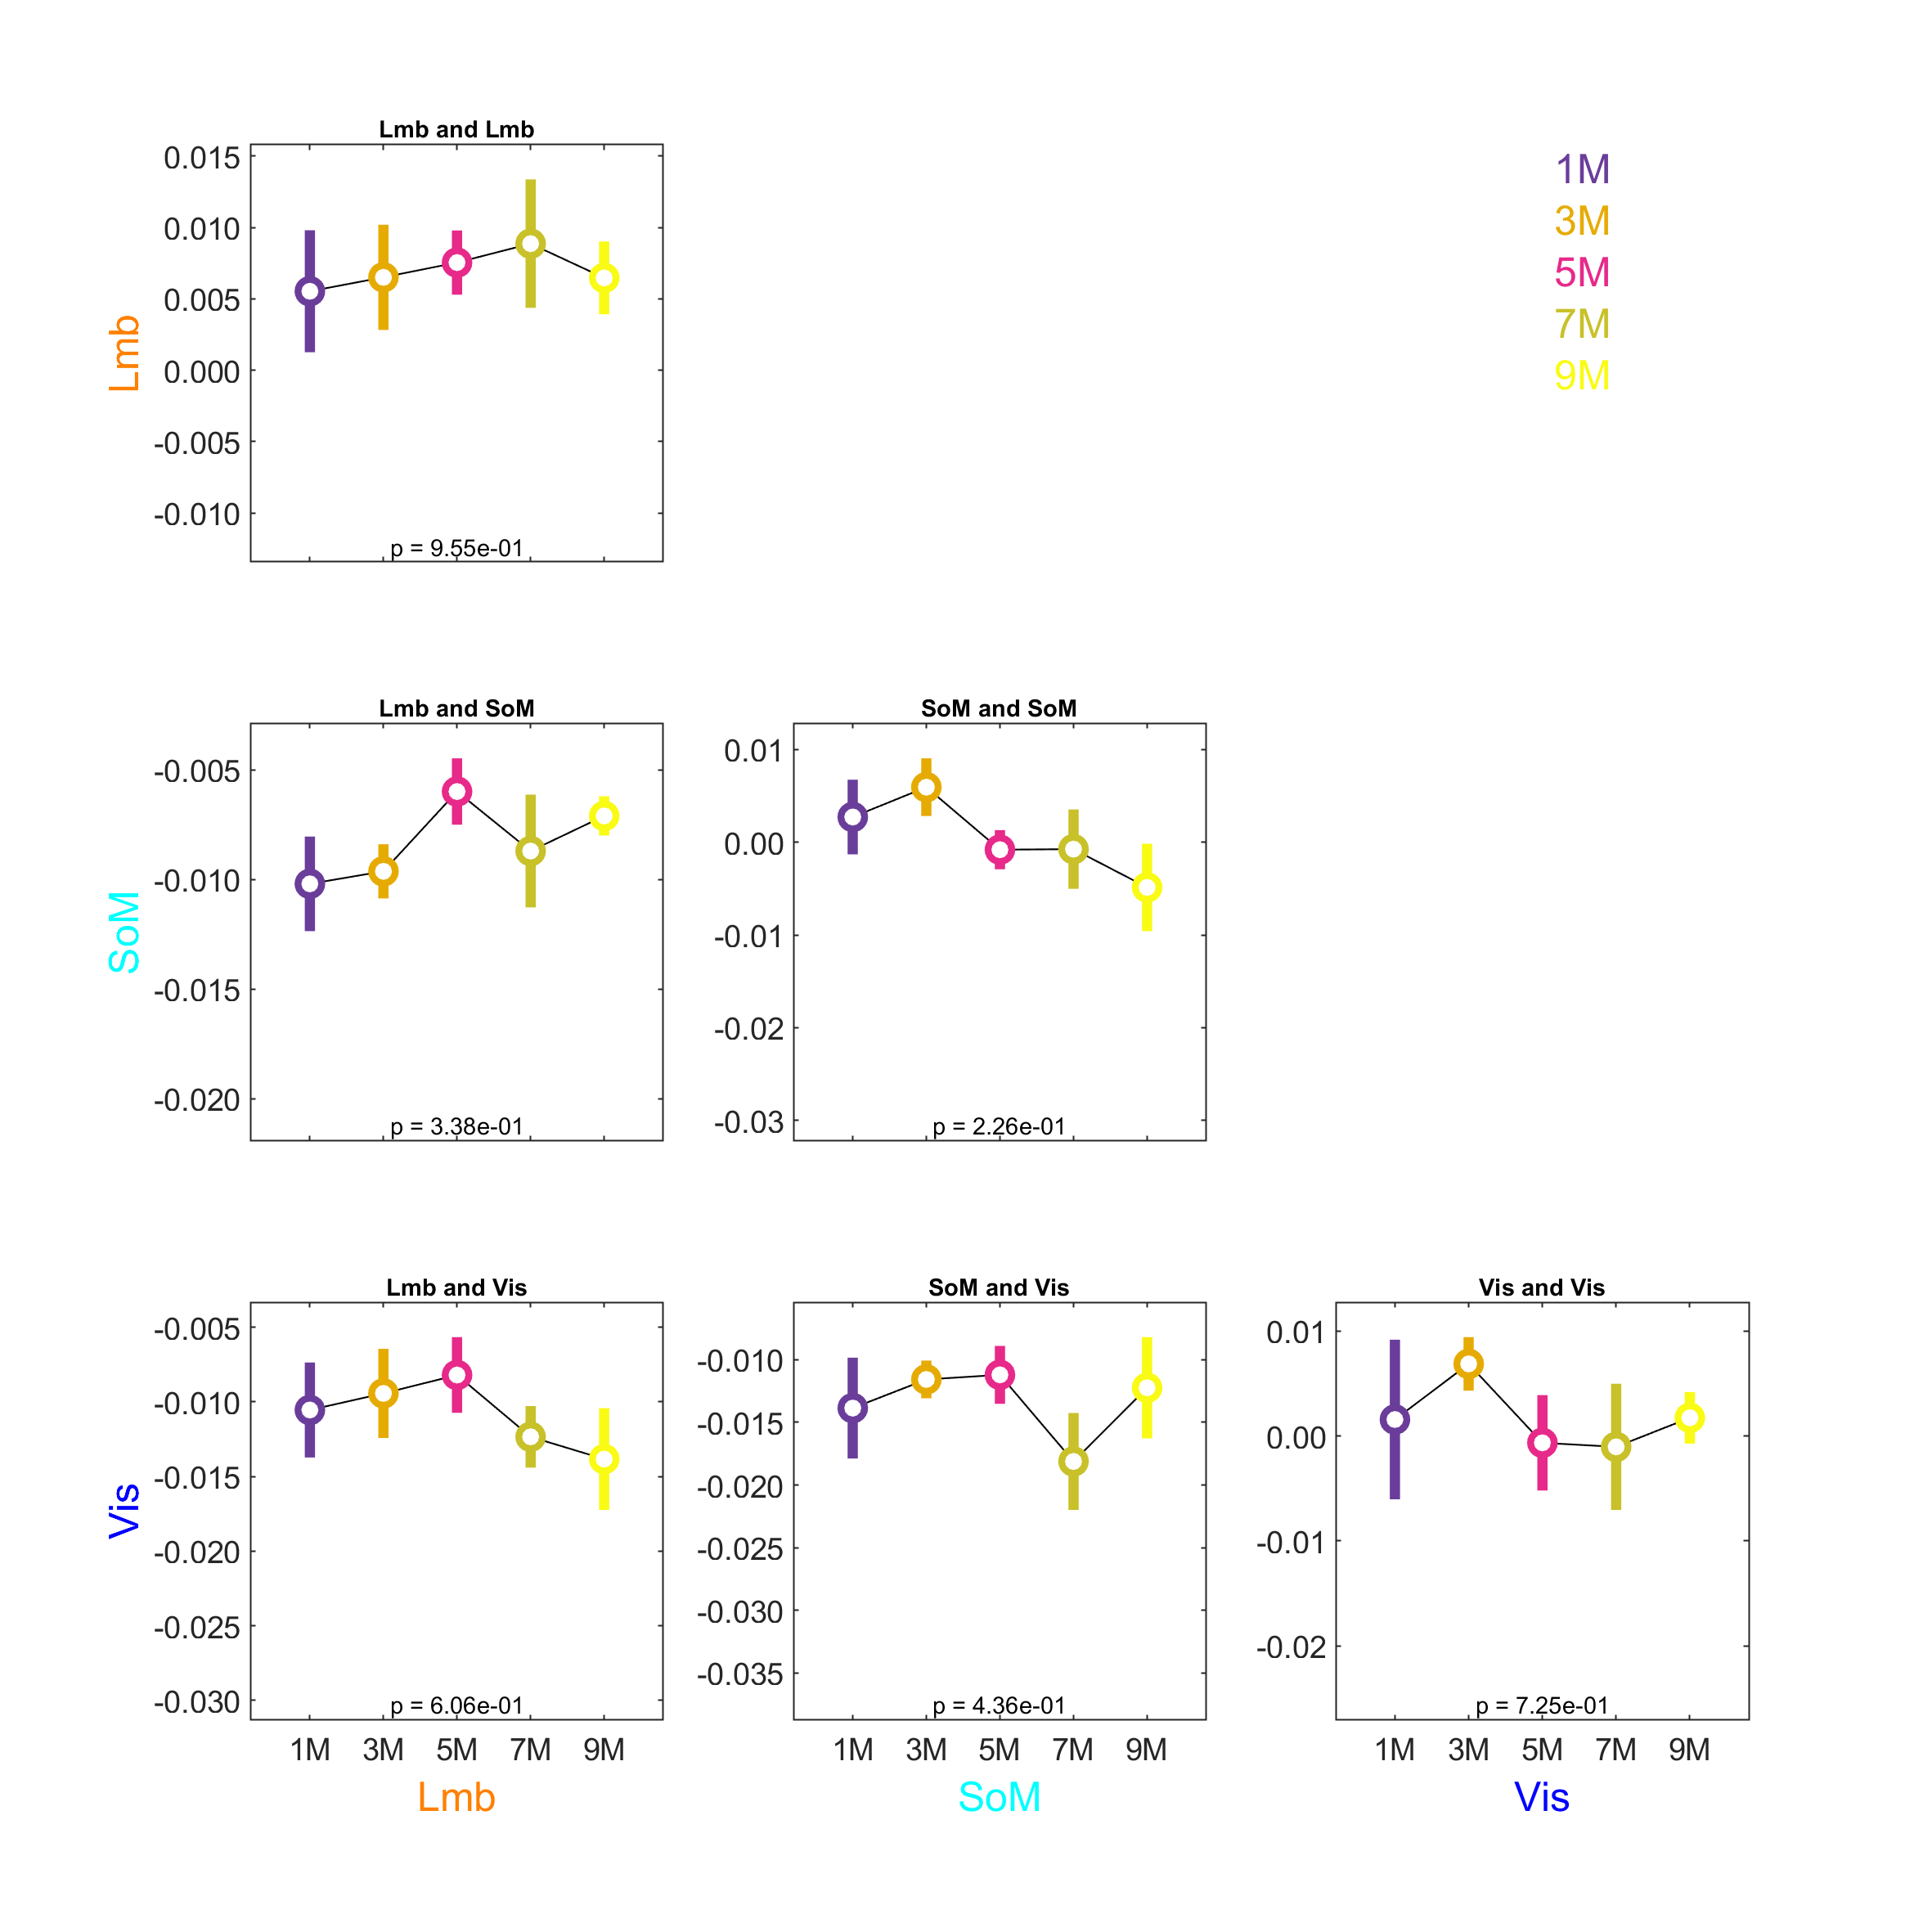 Lmb and Lmb
0.015
0.010
0.005
0.000
-0.005
-0.010
Lmb
p = 9.55e-01
1M
3M
5M
7M
9M
Lmb and SoM
-0.005
-0.010
-0.015
-0.020
SoM
p = 3.38e-01
SoM and SoM
0.01
0.00
-0.01
-0.02
-0.03
p = 2.26e-01
Lmb and Vis
-0.005
-0.010
-0.015
-0.020
-0.025
-0.030
Vis
p = 6.06e-01
1M 3M 5M 7M 9M
Lmb
SoM and Vis
-0.010
-0.015
-0.020
-0.025
-0.030
-0.035
p = 4.36e-01
1M 3M 5M 7M 9M
SoM
Vis and Vis
0.01
0.00
-0.01
-0.02
p = 7.25e-01
1M 3M 5M 7M 9M
Vis